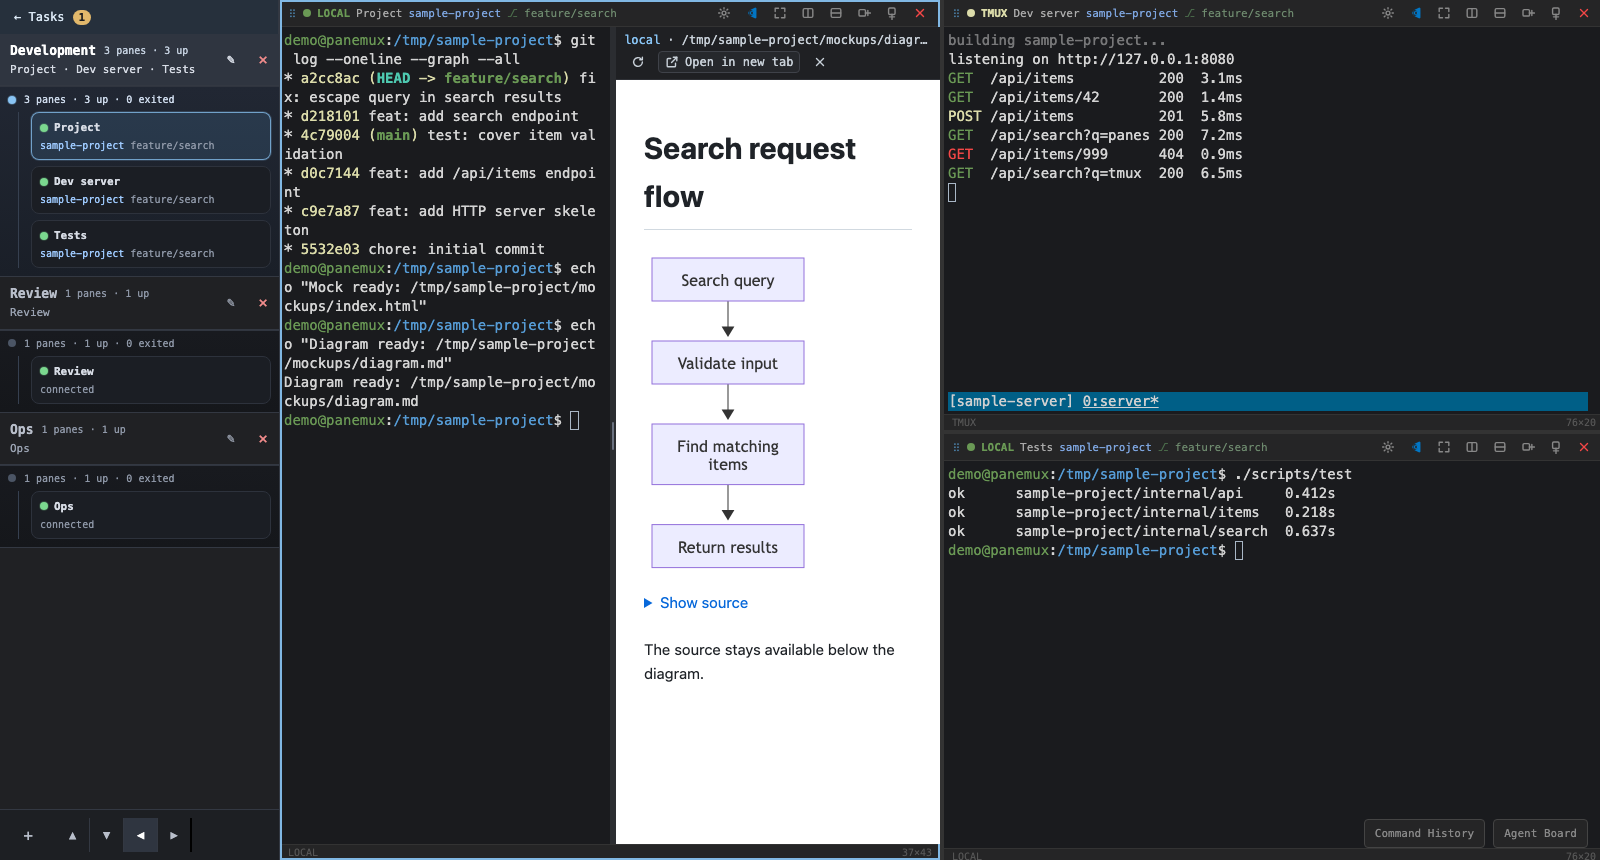 ← Tasks 1
Development 3 panes · 3 up
Project · Dev server · Tests
3 panes · 3 up · 0 exited
Project
sample-project feature/search
Dev server
sample-project feature/search
Tests
sample-project feature/search
Review 1 panes · 1 up
Review
1 panes · 1 up · 0 exited
Review
connected
Ops 1 panes · 1 up
Ops
1 panes · 1 up · 0 exited
Ops
connected
LOCAL Project sample-project feature/search
demo@panemux:/tmp/sample-project$ git
log --oneline --graph --all
* a2cc8ac (HEAD -> feature/search) fi
x: escape query in search results
* d218101 feat: add search endpoint
* 4c79004 (main) test: cover item val
idation
* d0c7144 feat: add /api/items endpoi
nt
* c9e7a87 feat: add HTTP server skele
ton
* 5532e03 chore: initial commit
demo@panemux:/tmp/sample-project$ ech
o "Mock ready: /tmp/sample-project/mo
ckups/index.html"
demo@panemux:/tmp/sample-project$ ech
o "Diagram ready: /tmp/sample-project
/mockups/diagram.md"
Diagram ready: /tmp/sample-project/mo
ckups/diagram.md
demo@panemux:/tmp/sample-project$
LOCAL 37×43
local · /tmp/sample-project/mockups/diagr…
Open in new tab
Search request
flow
Search query
Validate input
Find matching
items
Return results
Show source
The source stays available below the
diagram.
TMUX Dev server sample-project feature/search
building sample-project...
listening on http://127.0.0.1:8080
GET /api/items 200 3.1ms
GET /api/items/42 200 1.4ms
POST /api/items 201 5.8ms
GET /api/search?q=panes 200 7.2ms
GET /api/items/999 404 0.9ms
GET /api/search?q=tmux 200 6.5ms
[sample-server] 0:server*
TMUX 76×20
LOCAL Tests sample-project feature/search
demo@panemux:/tmp/sample-project$ ./scripts/test
ok sample-project/internal/api 0.412s
ok sample-project/internal/items 0.218s
ok sample-project/internal/search 0.637s
demo@panemux:/tmp/sample-project$
Command History
Agent Board
LOCAL 76×20